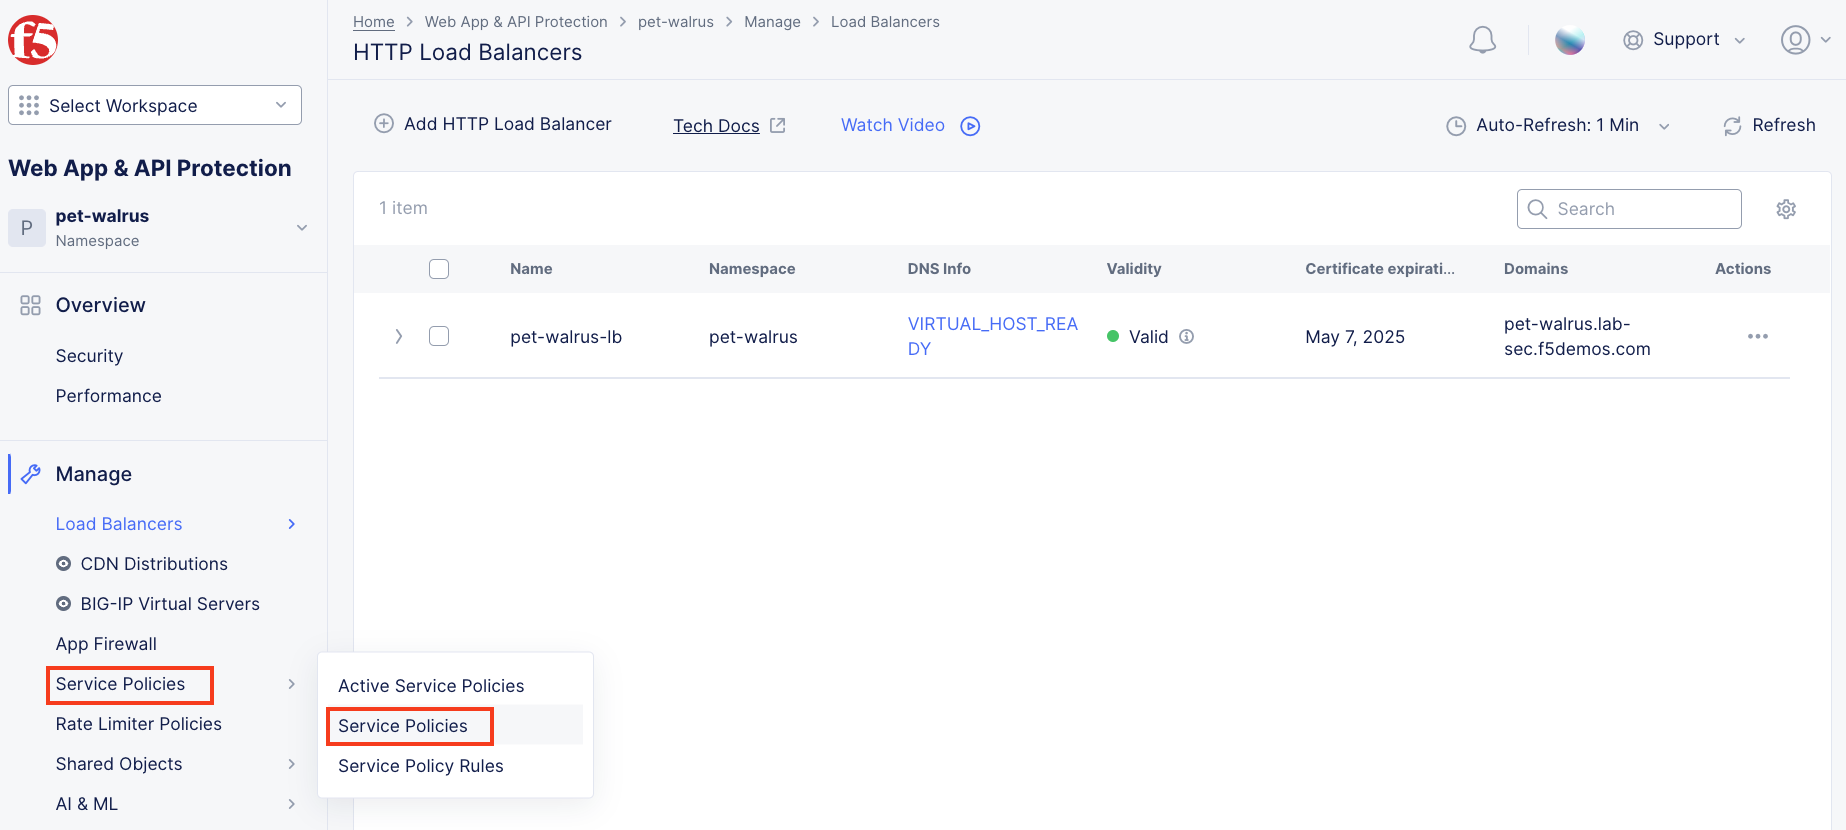 f5
Select Workspace
Web App & API Protection
P
pet-walrus
Namespace
Overview
Security
Performance
Manage
Load Balancers
CDN Distributions
BIG-IP Virtual Servers
App Firewall
Service Policies
Rate Limiter Policies
Shared Objects
AI & ML
Active Service Policies
Service Policies
Service Policy Rules
Home > Web App & API Protection > pet-walrus > Manage > Load Balancers
HTTP Load Balancers
Support
Add HTTP Load Balancer
Tech Docs
Watch Video
Auto-Refresh: 1 Min
Refresh
1 item
Search
Name
Namespace
DNS Info
Validity
Certificate expirati...
Domains
Actions
pet-walrus-lb
pet-walrus
VIRTUAL_HOST_REA
DY
Valid
May 7, 2025
pet-walrus.lab-
sec.f5demos.com